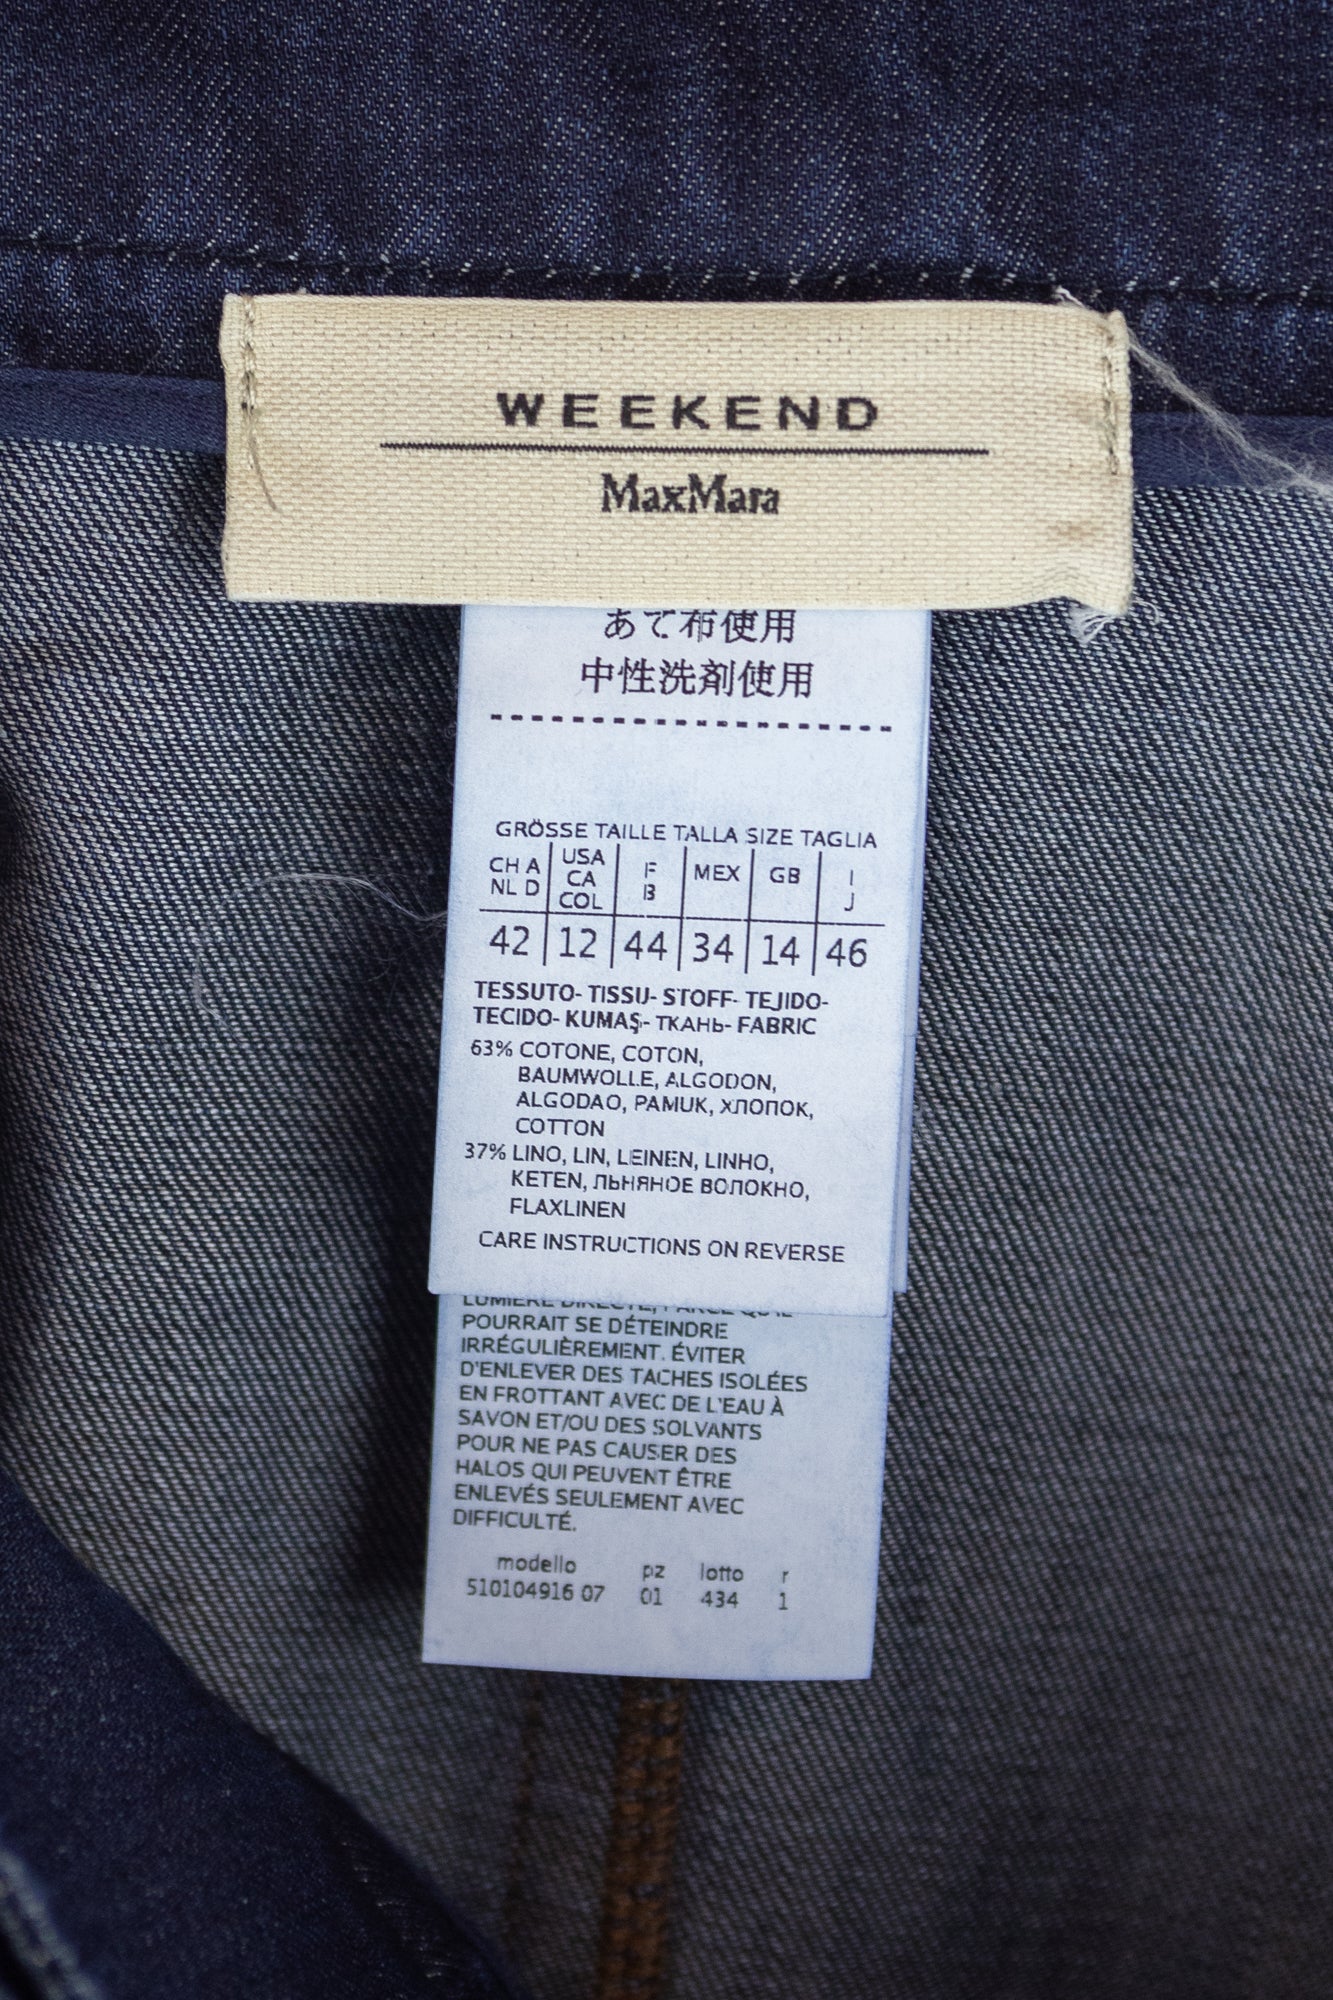 WEEKEND
MaxMara
あて布使用
中性洗剤使用
GRÖSSE TAILLE TALLA SIZE TAGLIA
CH A NL D | USA CA COL | F B | MEX | GB | I J
42 | 12 | 44 | 34 | 14 | 46
TESSUTO- TISSU- STOFF- TEJIDO-
TECIDO- KUMAŞ- ТКАНЬ- FABRIC
63% COTONE, COTON,
BAUMWOLLE, ALGODON,
ALGODAO, PAMUK, ХЛОПОК,
COTTON
37% LINO, LIN, LEINEN, LINHO,
KETEN, ЛЬНЯНОЕ ВОЛОКНО,
FLAXLINEN
CARE INSTRUCTIONS ON REVERSE
LUMIÈRE DIRECTE, PARCE QU'IL
POURRAIT SE DÉTEINDRE
IRRÉGULIÈREMENT. ÉVITER
D'ENLEVER DES TACHES ISOLÉES
EN FROTTANT AVEC DE L'EAU À
SAVON ET/OU DES SOLVANTS
POUR NE PAS CAUSER DES
HALOS QUI PEUVENT ÊTRE
ENLEVÉS SEULEMENT AVEC
DIFFICULTÉ.
modello pz lotto r
510104916 07 01 434 1